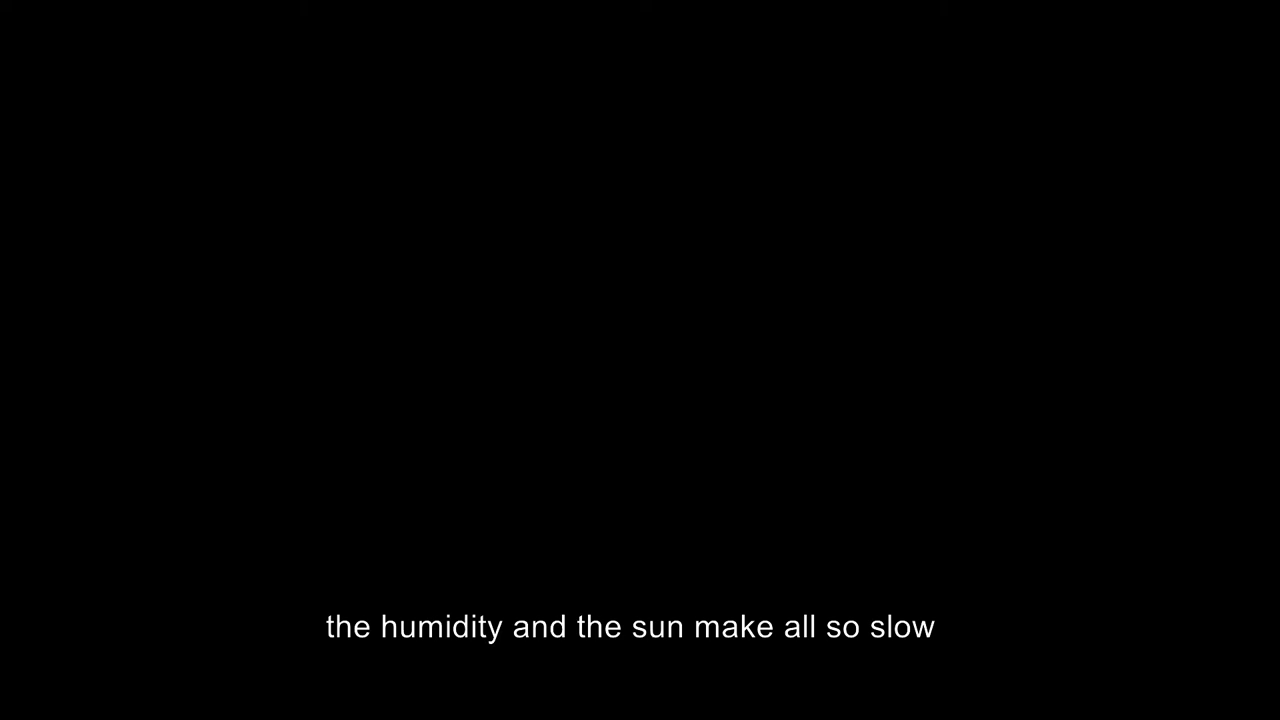 the humidity and the sun make all so slow